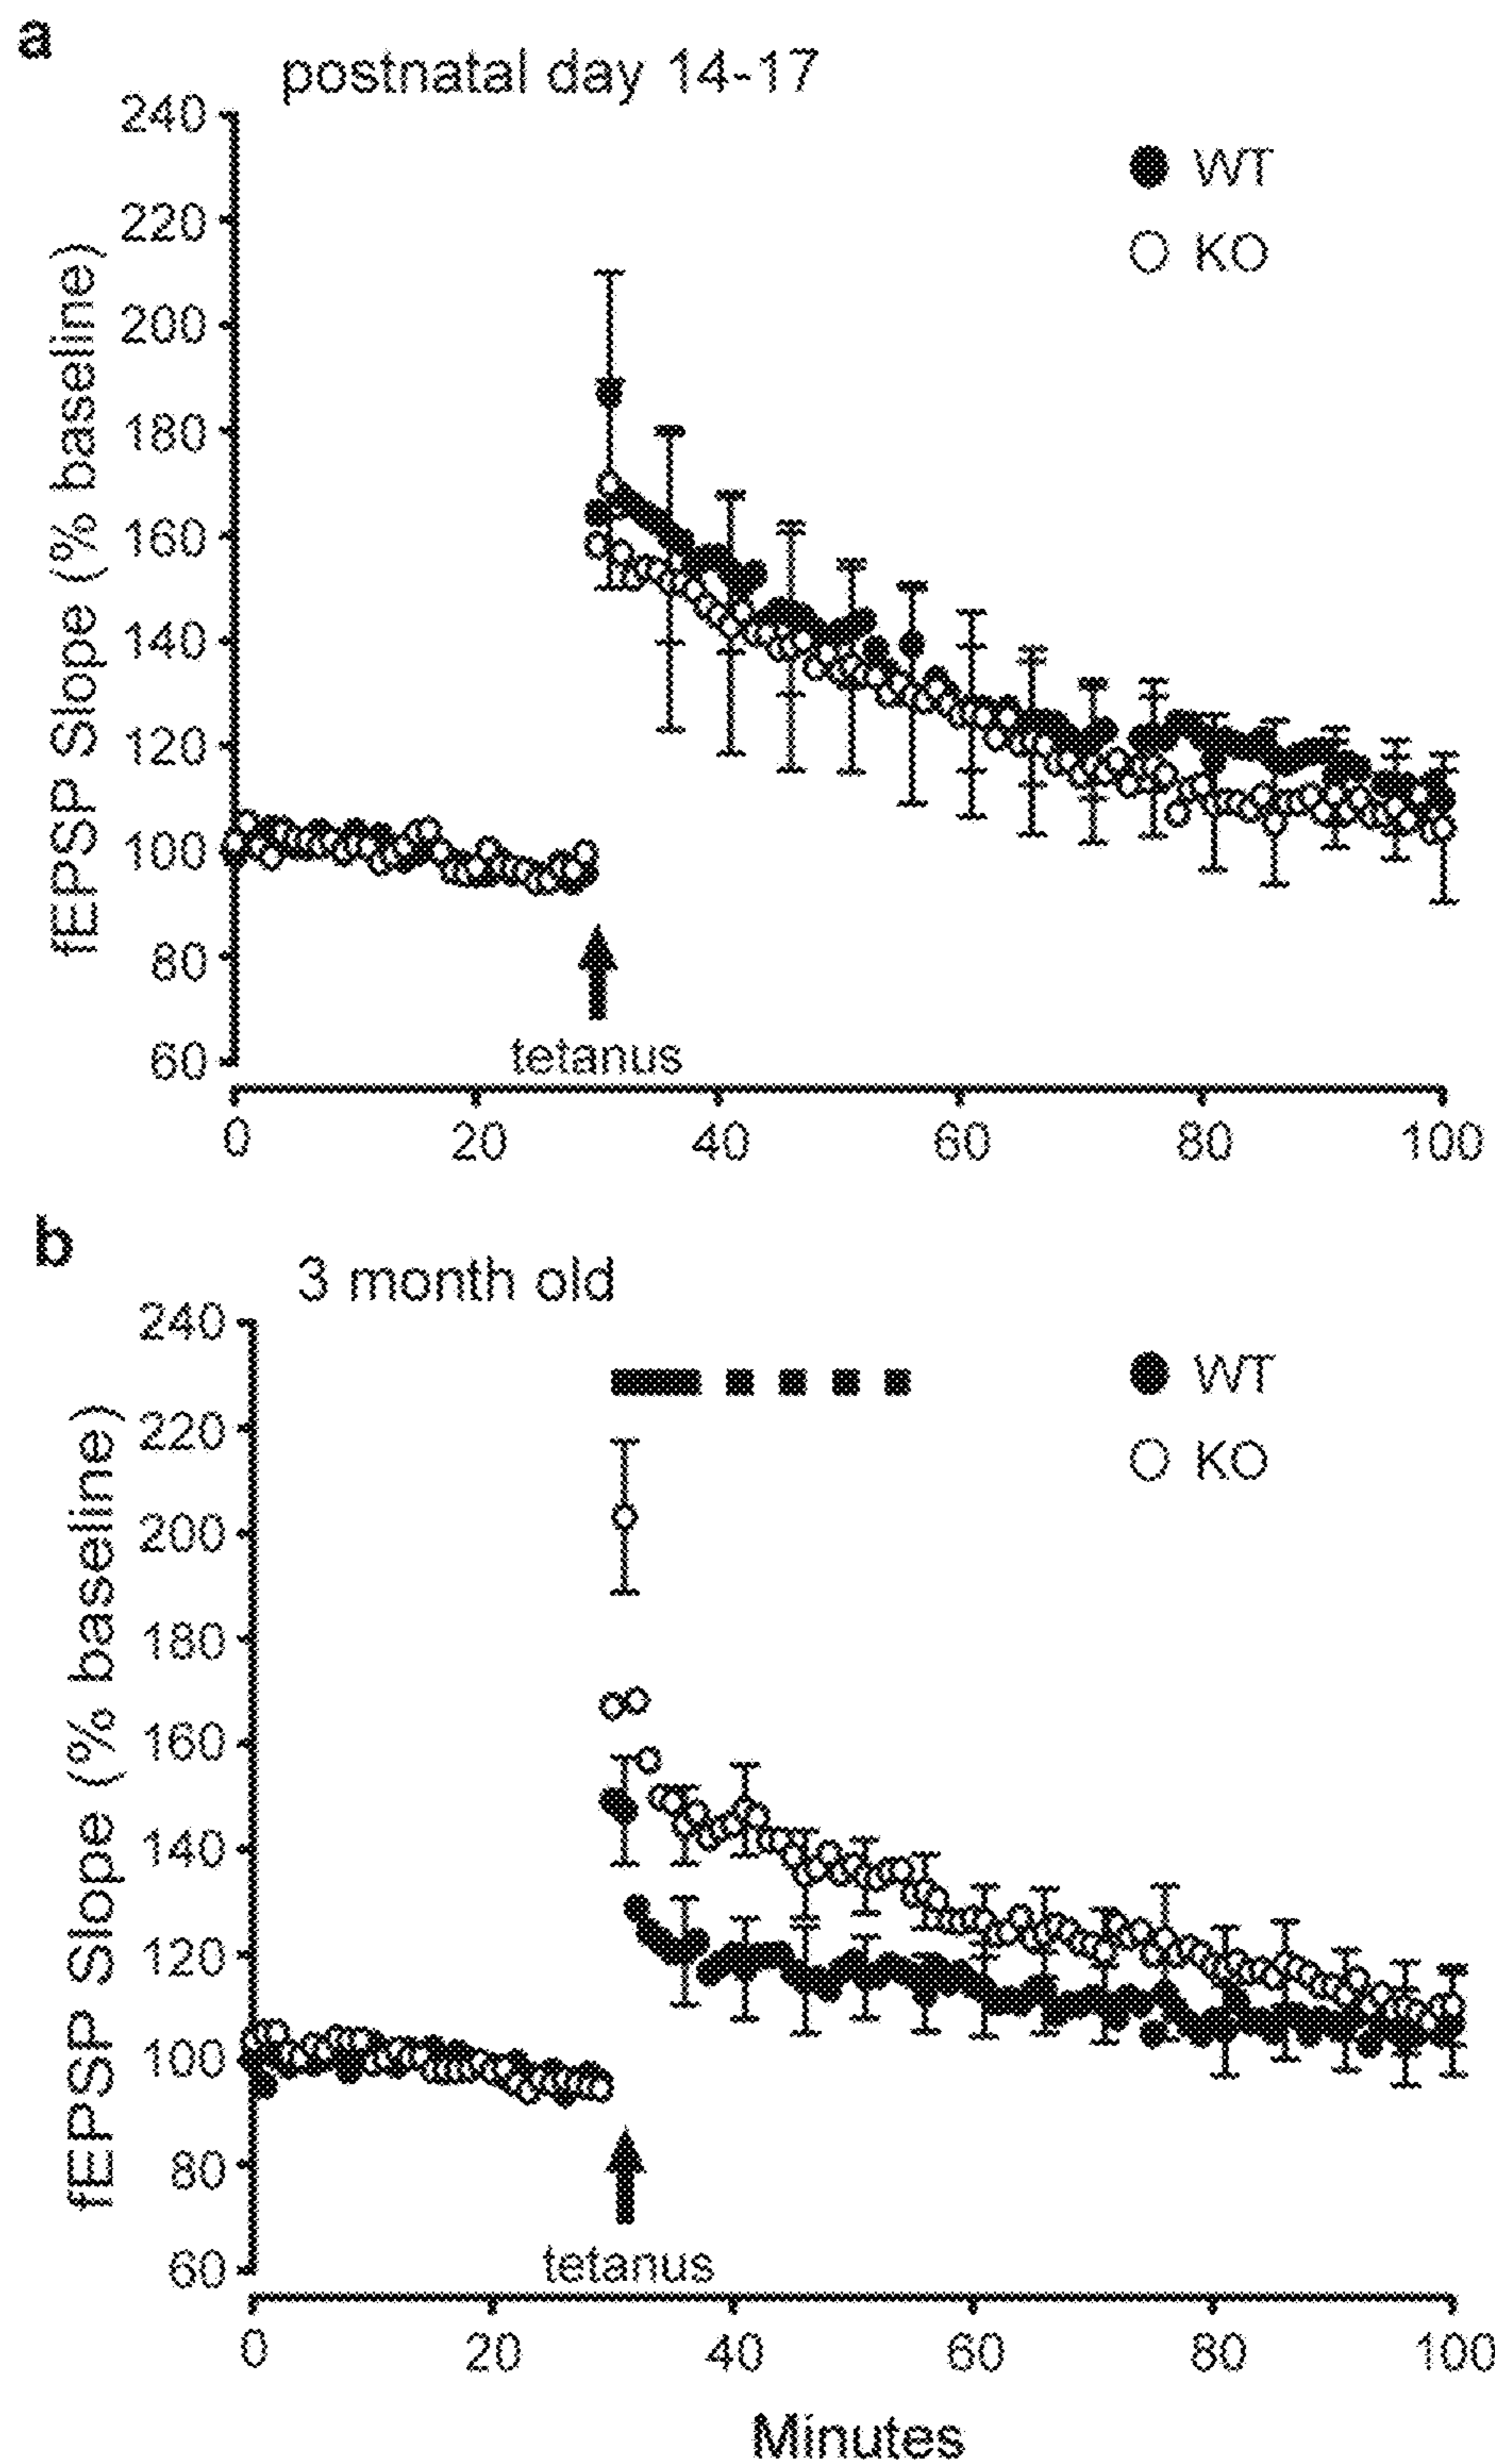 a
postnatal day 14-17
240
220
200
180
160
140
120
100
80
60
fEPSP Slope (% baseline)
WT
KO
tetanus
0 20 40 60 80 100
b
3 month old
240
220
200
180
160
140
120
100
80
60
fEPSP Slope (% baseline)
WT
KO
tetanus
0 20 40 60 80 100
Minutes